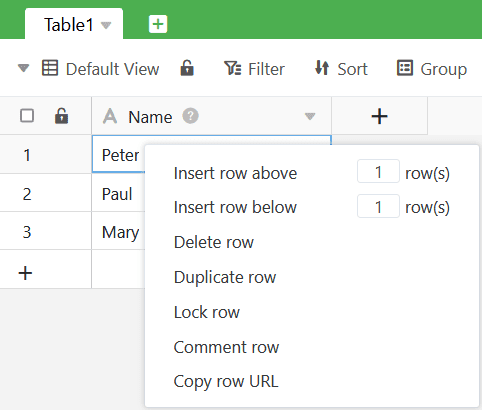 Table1
Default View Filter Sort Group
Name
1 Peter
Insert row above 1 row(s)
2 Paul
Insert row below 1 row(s)
3 Mary
Delete row
Duplicate row
Lock row
Comment row
Copy row URL